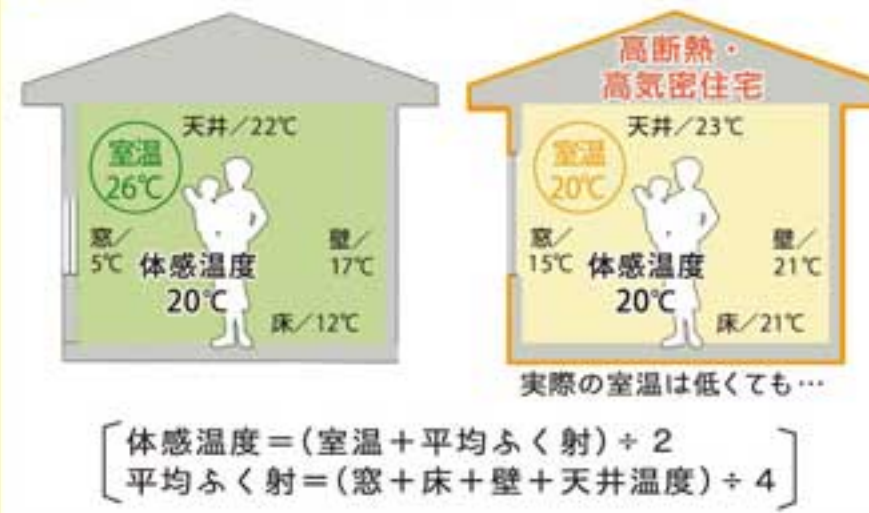 天井／22℃
室温
26℃
窓／
5℃
体感温度
20℃
壁／
17℃
床／12℃
高断熱・
高気密住宅
天井／23℃
室温
20℃
窓／
15℃
体感温度
20℃
壁／
21℃
床／21℃
実際の室温は低くても…
体感温度＝(室温＋平均ふく射)÷2
平均ふく射＝(窓＋床＋壁＋天井温度)÷4